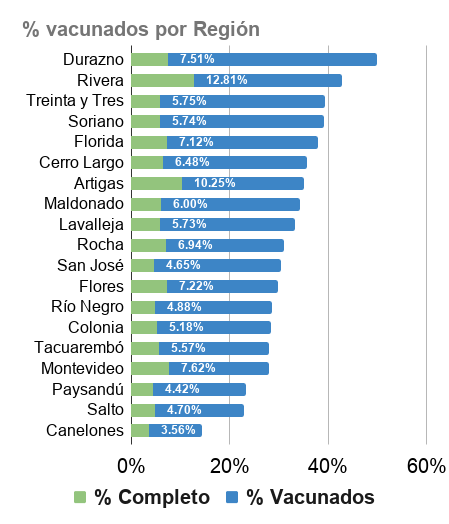 % vacunados por Región
Durazno 7.51%
Rivera 12.81%
Treinta y Tres 5.75%
Soriano 5.74%
Florida 7.12%
Cerro Largo 6.48%
Artigas 10.25%
Maldonado 6.00%
Lavalleja 5.73%
Rocha 6.94%
San José 4.65%
Flores 7.22%
Río Negro 4.88%
Colonia 5.18%
Tacuarembó 5.57%
Montevideo 7.62%
Paysandú 4.42%
Salto 4.70%
Canelones 3.56%
0% 20% 40% 60%
% Completo % Vacunados